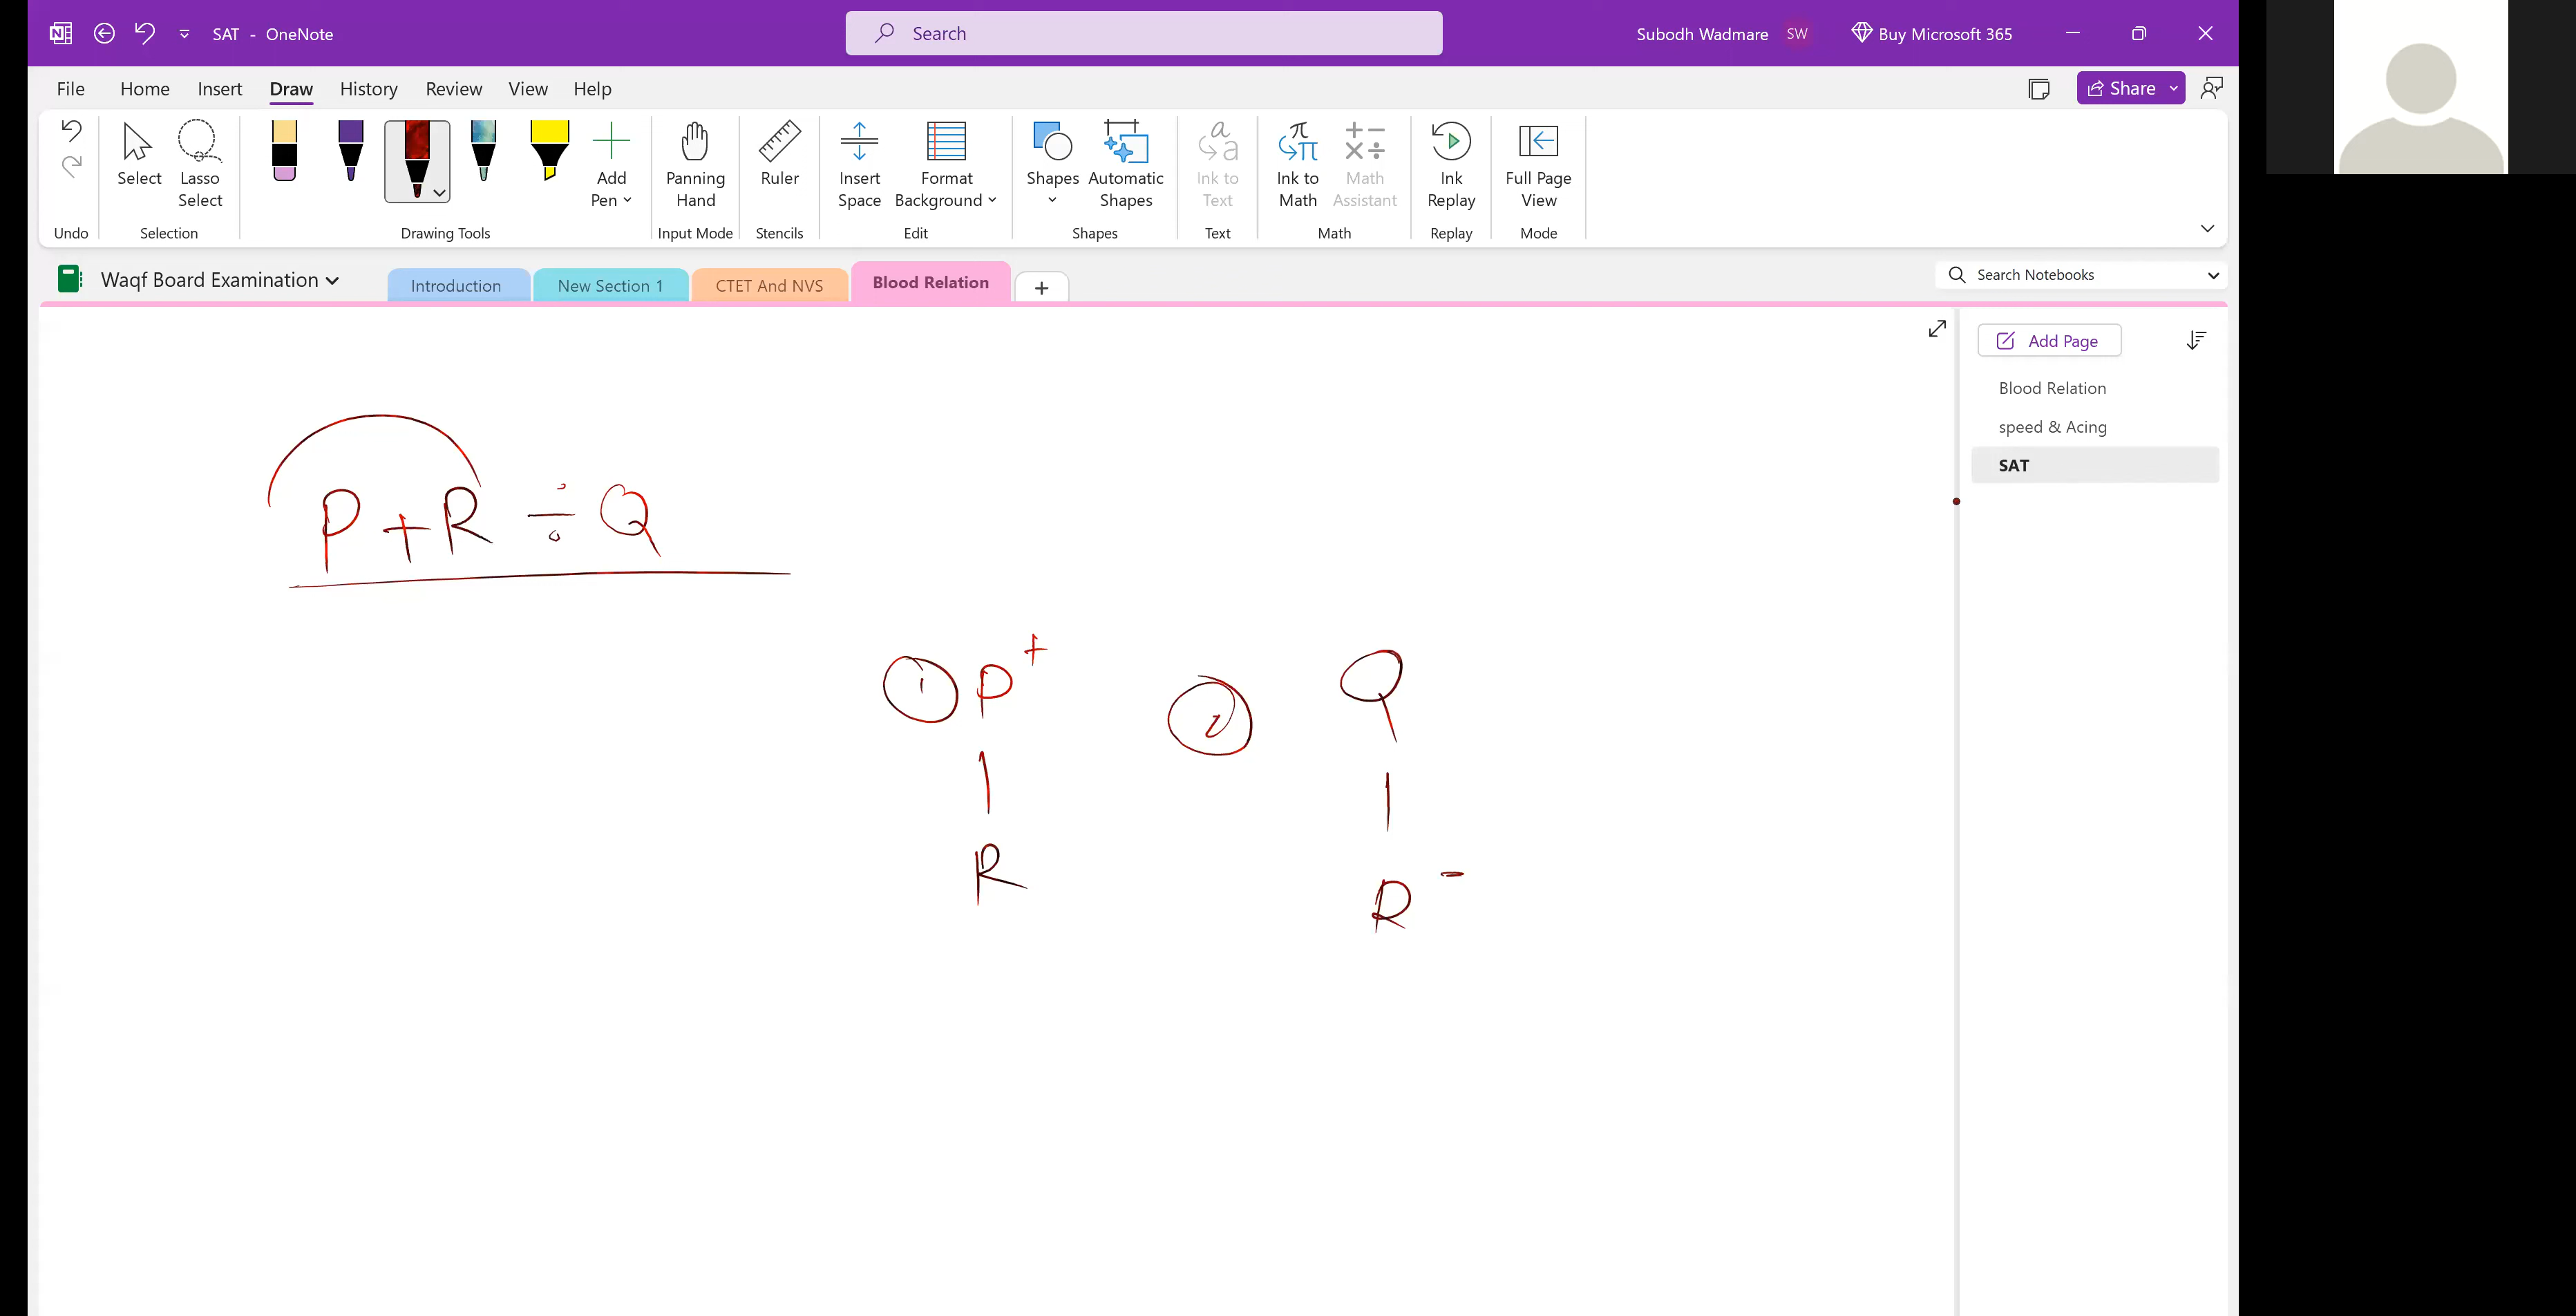 SAT - OneNote
Search
Subodh Wadmare SW
Buy Microsoft 365
File Home Insert Draw History Review View Help
Share
Select
Lasso Select
Add Pen
Panning Hand
Ruler
Insert Space
Format Background
Shapes
Automatic Shapes
Ink to Text
Ink to Math
Math Assistant
Ink Replay
Full Page View
Undo Selection Drawing Tools Input Mode Stencils Edit Shapes Text Math Replay Mode
Waqf Board Examination
Introduction
New Section 1
CTET And NVS
Blood Relation
+
Search Notebooks
Add Page
Blood Relation
speed & Acing
SAT
P + R ÷ Q
① P+
R
② Q
R -